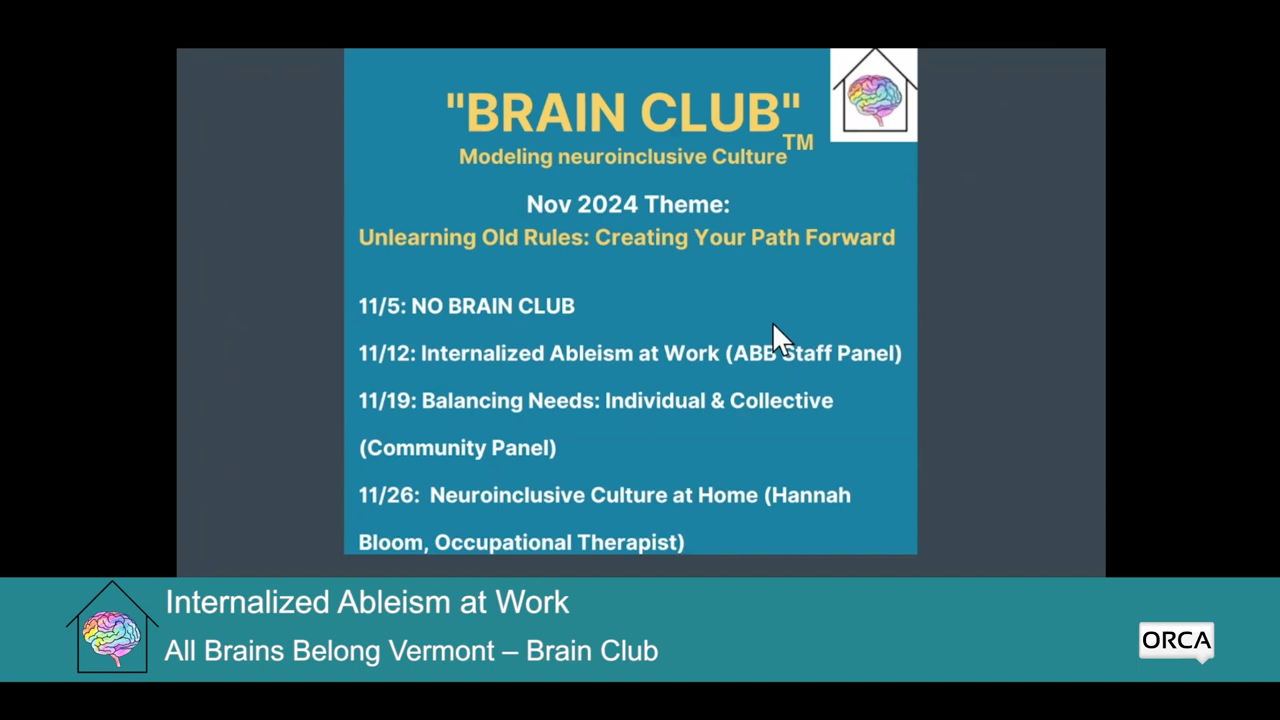 "BRAIN CLUB"
TM
Modeling neuroinclusive Culture
Nov 2024 Theme:
Unlearning Old Rules: Creating Your Path Forward
11/5: NO BRAIN CLUB
11/12: Internalized Ableism at Work (ABB Staff Panel)
11/19: Balancing Needs: Individual & Collective
(Community Panel)
11/26: Neuroinclusive Culture at Home (Hannah
Bloom, Occupational Therapist)
Internalized Ableism at Work
All Brains Belong Vermont – Brain Club
ORCA